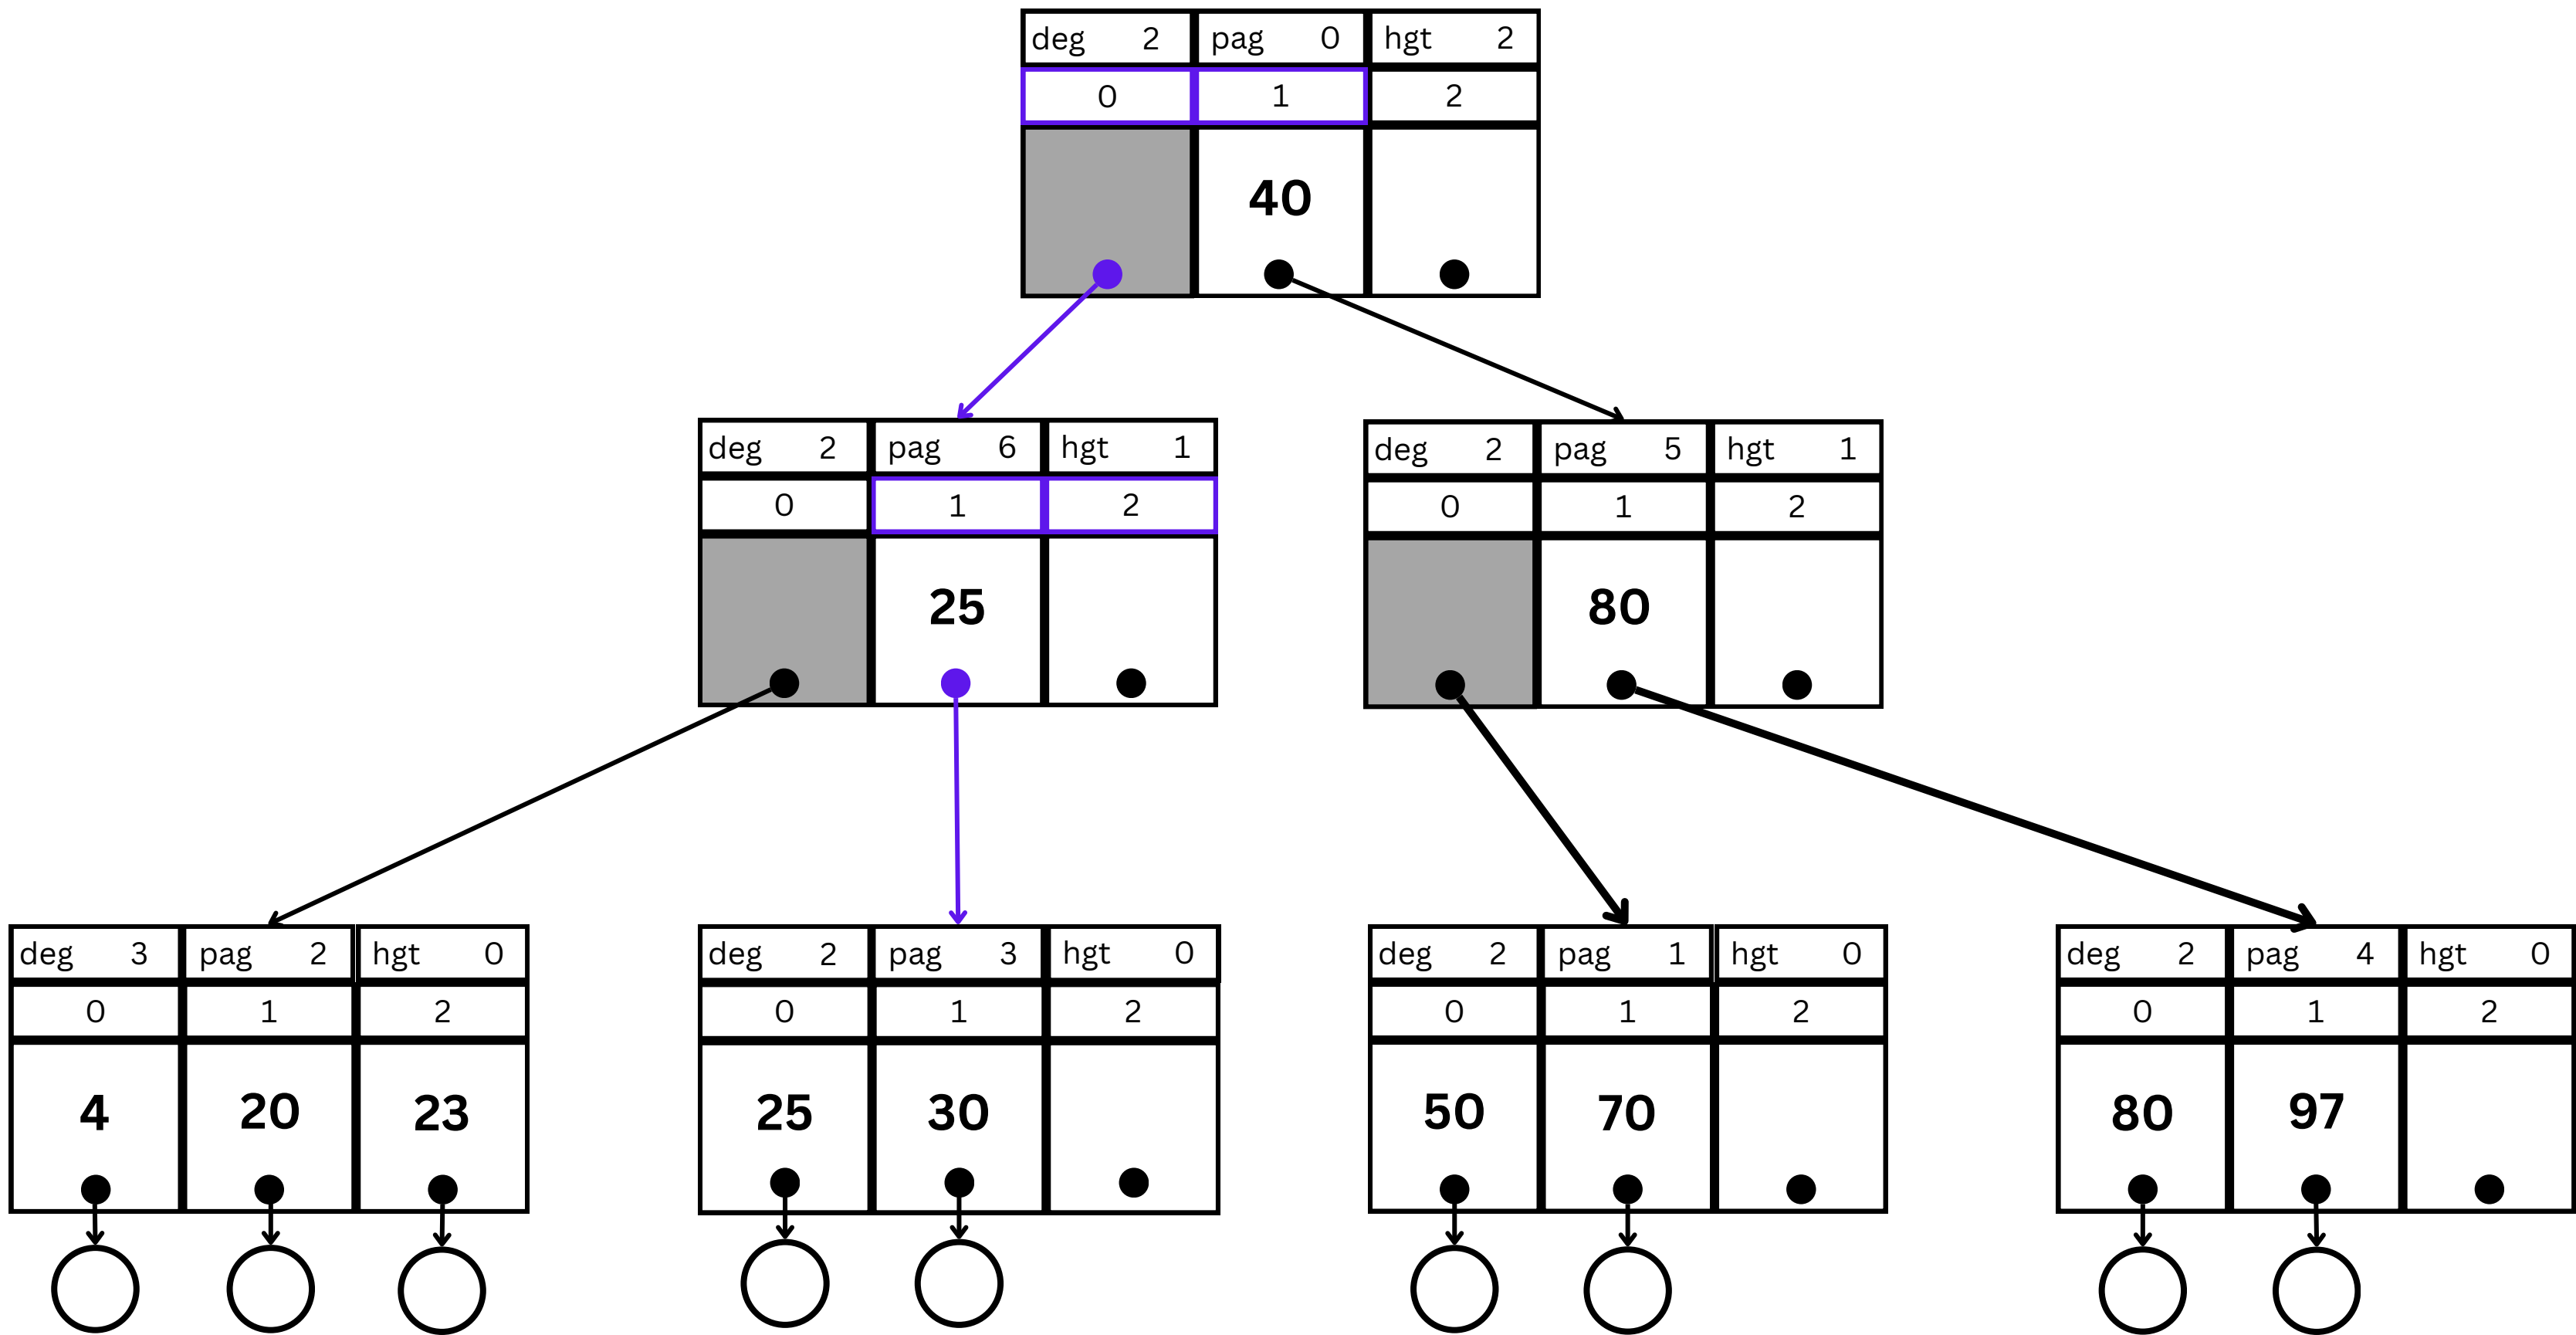 deg 2 pag 0 hgt 2
0 1 2
40
deg 2 pag 6 hgt 1
0 1 2
25
deg 2 pag 5 hgt 1
0 1 2
80
deg 3 pag 2 hgt 0
0 1 2
4 20 23
deg 2 pag 3 hgt 0
0 1 2
25 30
deg 2 pag 1 hgt 0
0 1 2
50 70
deg 2 pag 4 hgt 0
0 1 2
80 97